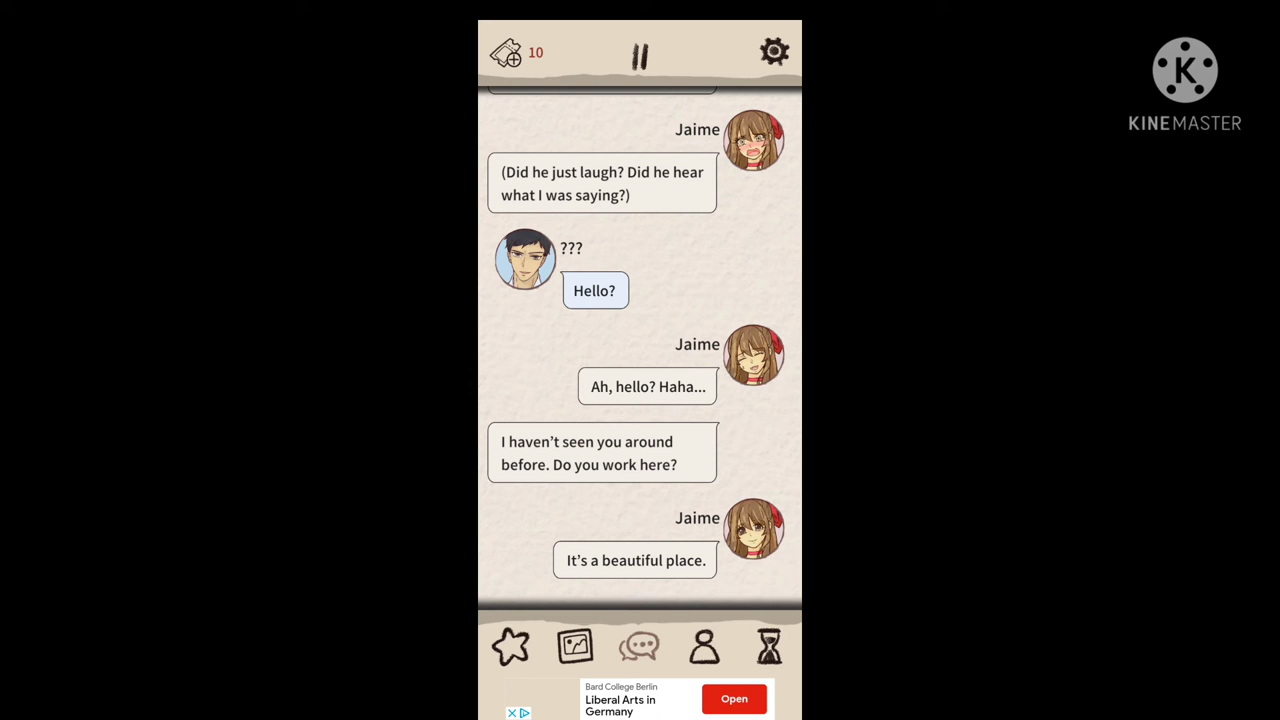 10
KINEMASTER
Jaime
(Did he just laugh? Did he hear
what I was saying?)
???
Hello?
Jaime
Ah, hello? Haha...
I haven’t seen you around
before. Do you work here?
Jaime
It’s a beautiful place.
Bard College Berlin
Liberal Arts in
Germany
Open